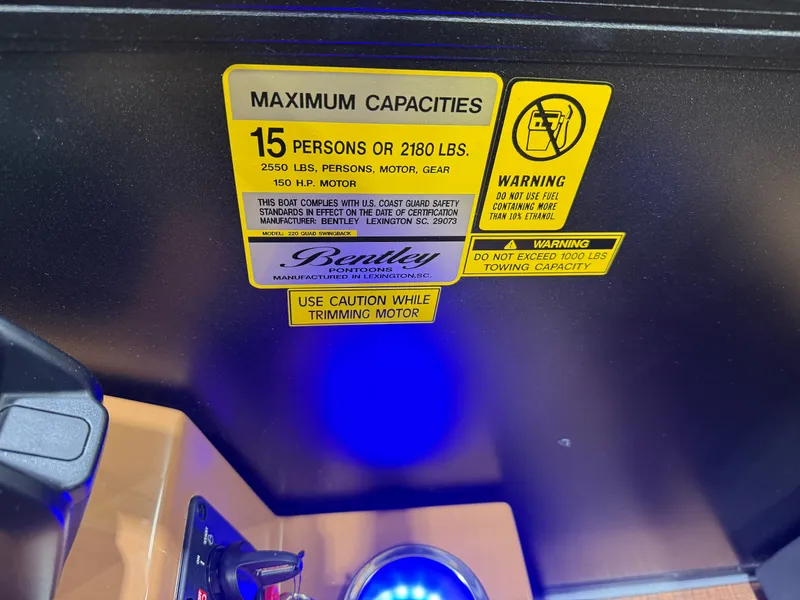 MAXIMUM CAPACITIES
15 PERSONS OR 2180 LBS.
2550 LBS, PERSONS, MOTOR, GEAR
150 H.P. MOTOR
THIS BOAT COMPLIES WITH U.S. COAST GUARD SAFETY
STANDARDS IN EFFECT ON THE DATE OF CERTIFICATION
MANUFACTURER: BENTLEY LEXINGTON SC. 29073
MODEL: 220 QUAD SWINGBACK
Bentley
PONTOONS
MANUFACTURED IN LEXINGTON,SC.
USE CAUTION WHILE
TRIMMING MOTOR
WARNING
DO NOT USE FUEL
CONTAINING MORE
THAN 10% ETHANOL.
WARNING
DO NOT EXCEED 1000 LBS
TOWING CAPACITY